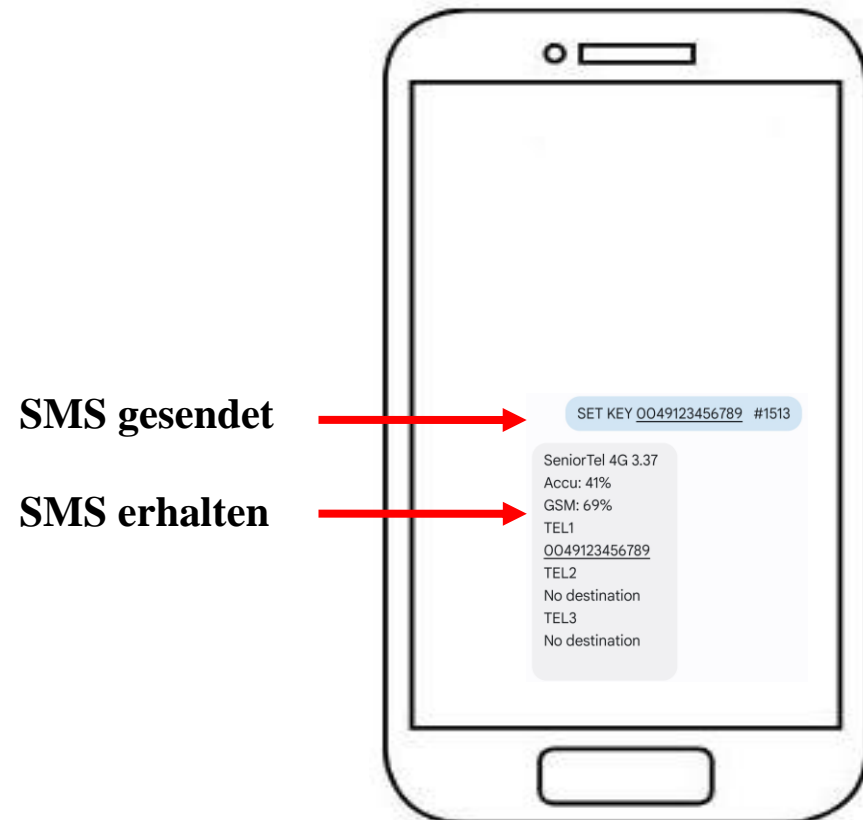 SMS gesendet
SET KEY 0049123456789 #1513
SMS erhalten
SeniorTel 4G 3.37
Accu: 41%
GSM: 69%
TEL1
0049123456789
TEL2
No destination
TEL3
No destination